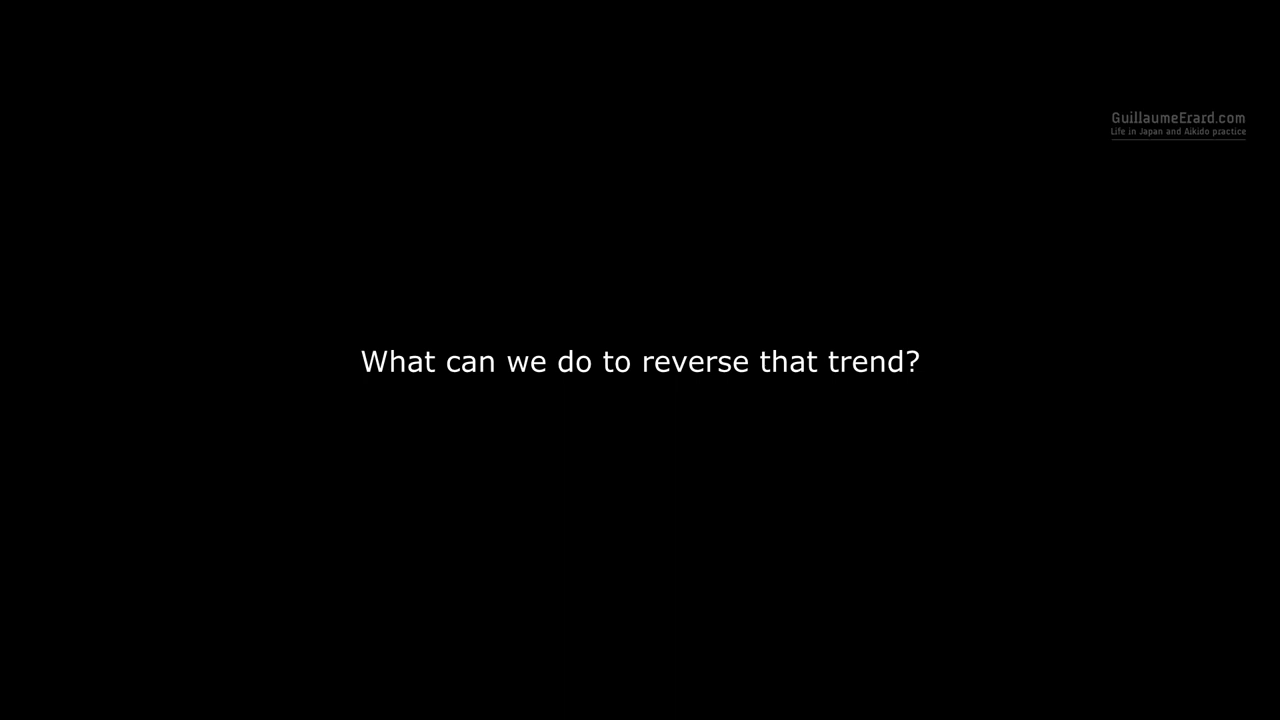 GuillaumeErard.com
Life in Japan and Aikido practice
What can we do to reverse that trend?